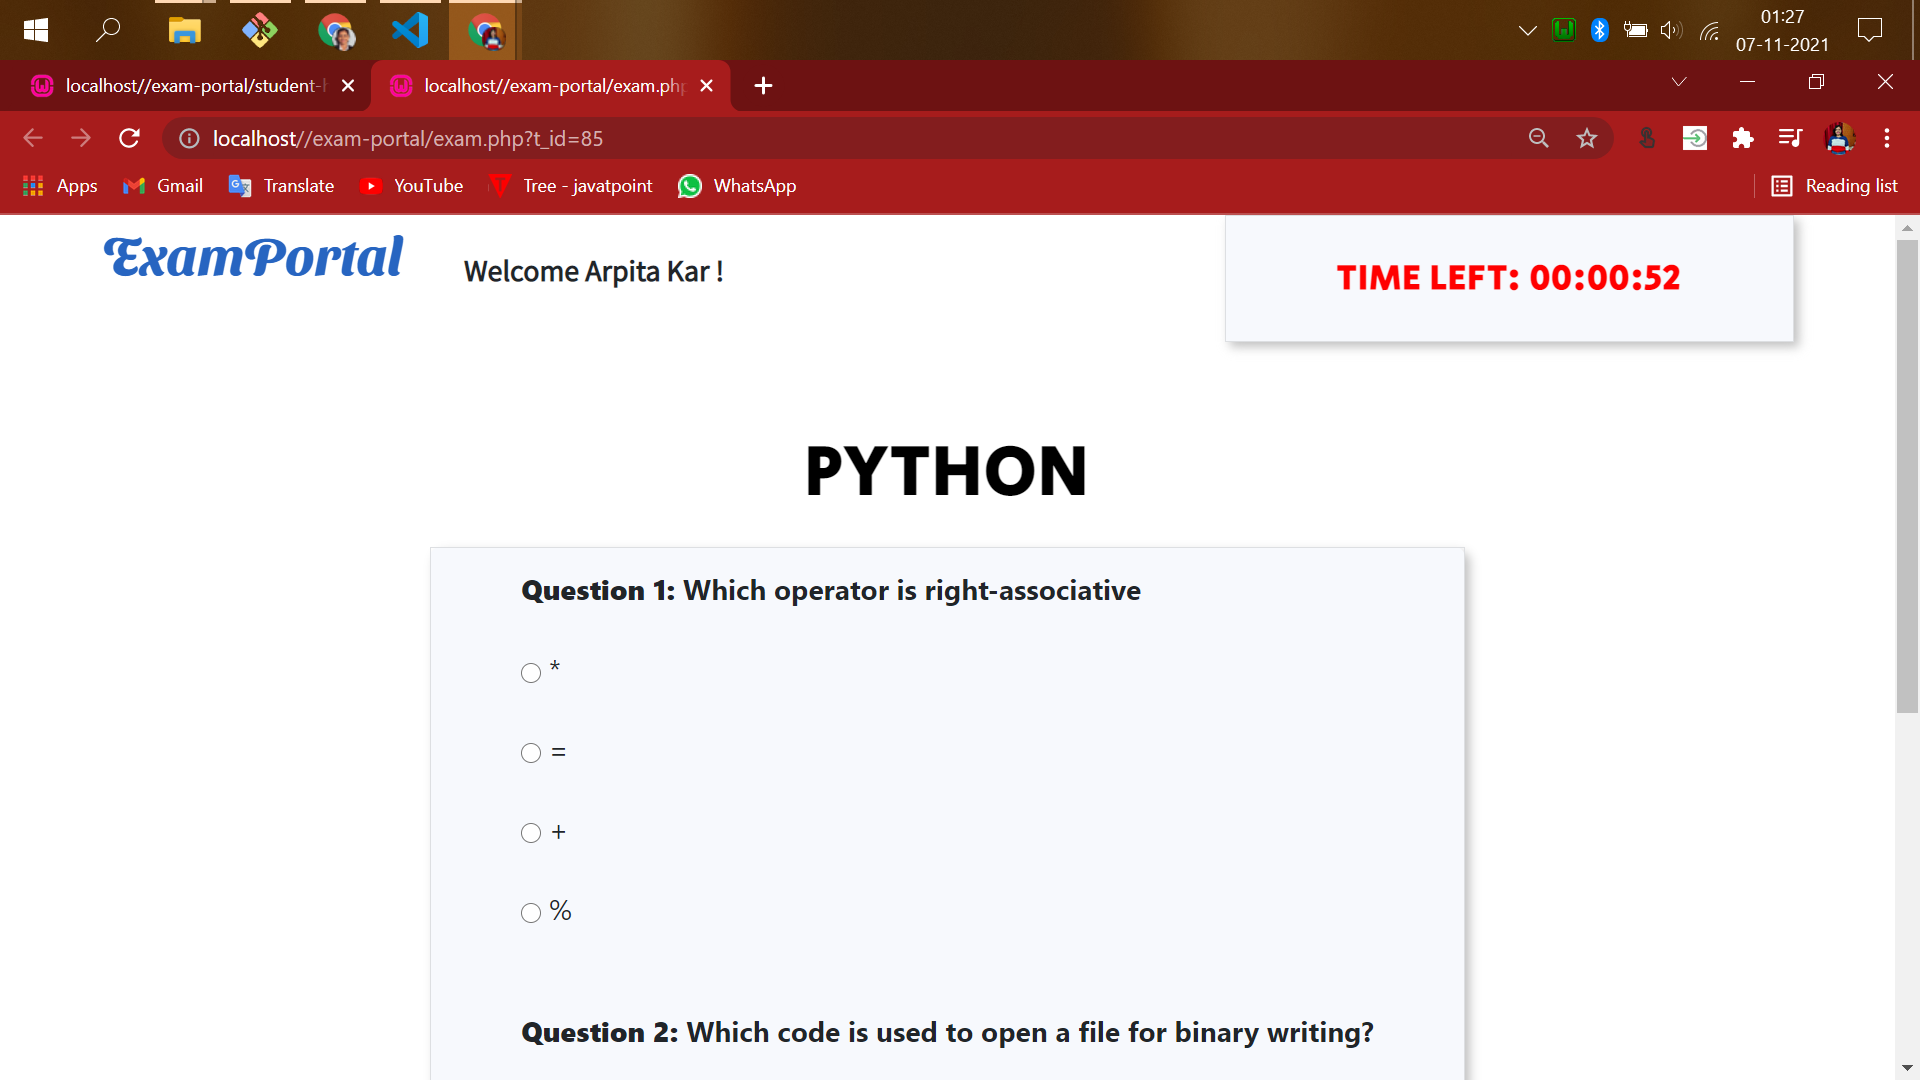 01:27
07-11-2021
localhost//exam-portal/student-
localhost//exam-portal/exam.php
localhost//exam-portal/exam.php?t_id=85
Apps
Gmail
Translate
YouTube
Tree - javatpoint
WhatsApp
Reading list
ExamPortal
Welcome Arpita Kar !
TIME LEFT: 00:00:52
PYTHON
Question 1: Which operator is right-associative
*
=
+
%
Question 2: Which code is used to open a file for binary writing?